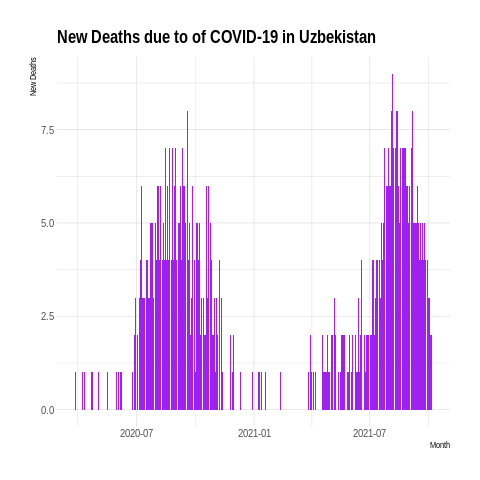 New Deaths due to of COVID-19 in Uzbekistan
New Deaths
7.5
5.0
2.5
0.0
2020-07 2021-01 2021-07
Month